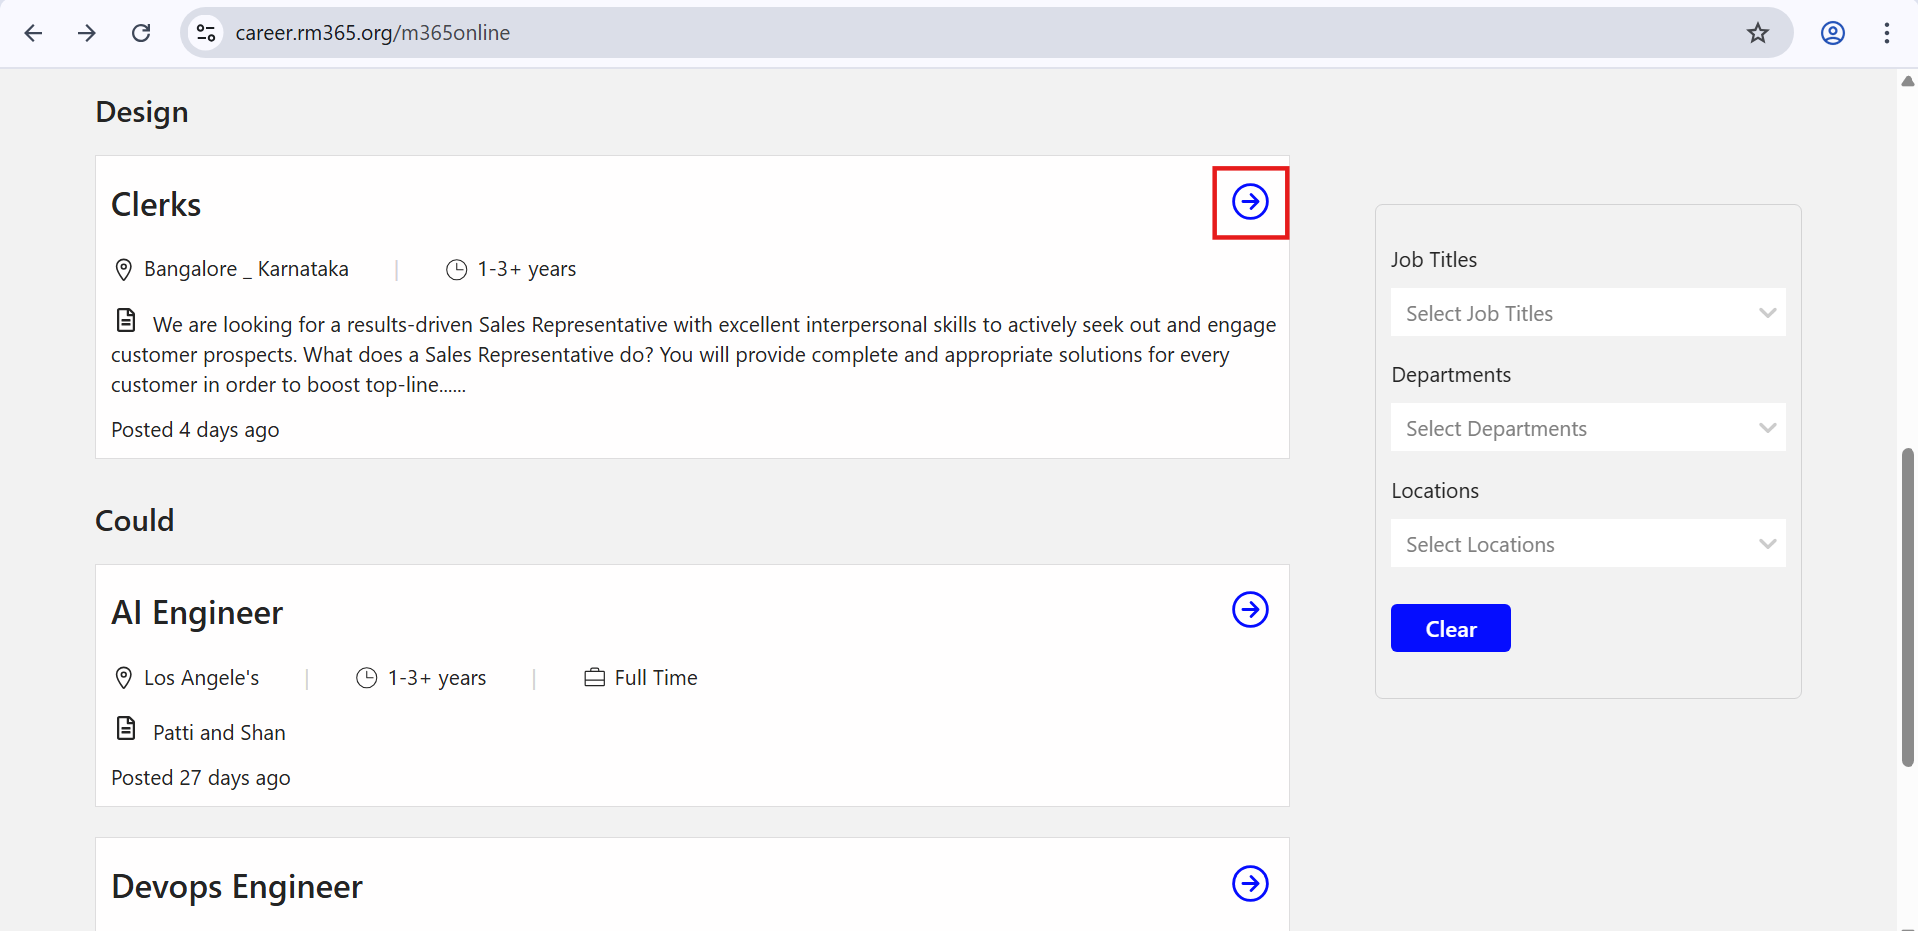 career.rm365.org/m365online
Design
Clerks
Bangalore _ Karnataka | 1-3+ years
We are looking for a results-driven Sales Representative with excellent interpersonal skills to actively seek out and engage
customer prospects. What does a Sales Representative do? You will provide complete and appropriate solutions for every
customer in order to boost top-line......
Posted 4 days ago
Could
AI Engineer
Los Angele's | 1-3+ years | Full Time
Patti and Shan
Posted 27 days ago
Devops Engineer
Job Titles
Select Job Titles
Departments
Select Departments
Locations
Select Locations
Clear